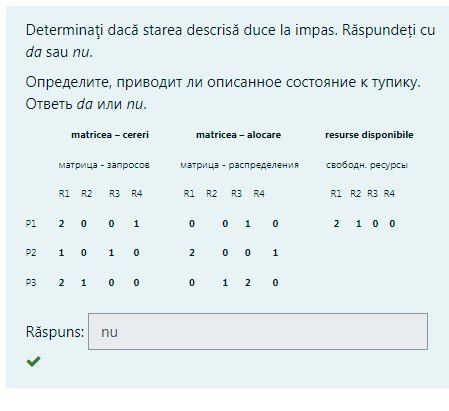 Determinați dacă starea descrisă duce la impas. Răspundeți cu
da sau nu.
Определите, приводит ли описанное состояние к тупику.
Ответь da или nu.
matricea – cereri matricea – alocare resurse disponibile
матрица - запросов матрица - распределения свободн. ресурсы
R1 R2 R3 R4 R1 R2 R3 R4 R1 R2 R3 R4
P1 2 0 0 1 0 0 1 0 2 1 0 0
P2 1 0 1 0 2 0 0 1
P3 2 1 0 0 0 1 2 0
Răspuns: nu